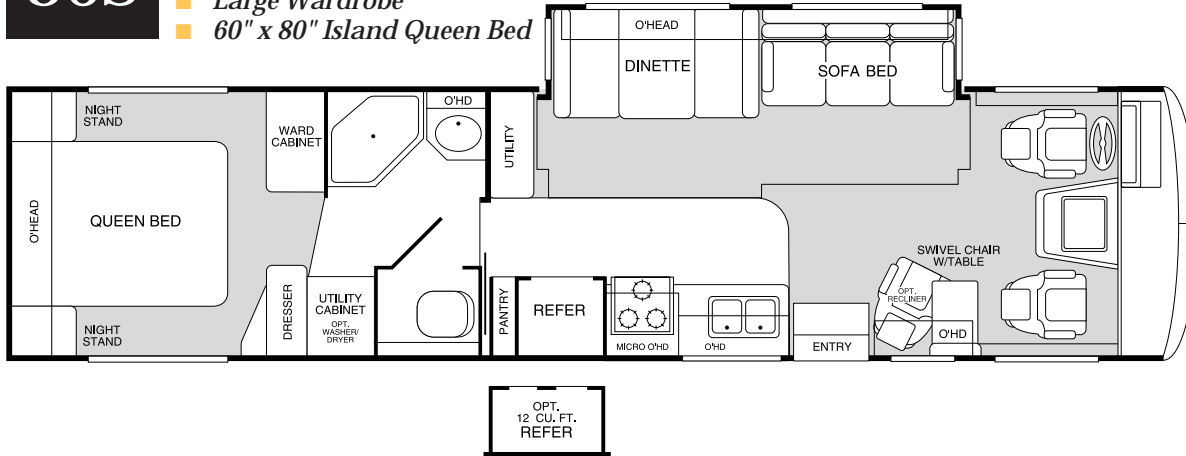 Large Wardrobe
60" x 80" Island Queen Bed
O'HEAD
DINETTE
SOFA BED
NIGHT
STAND
WARD
CABINET
O'HD
UTILITY
O'HEAD
QUEEN BED
SWIVEL CHAIR
W/TABLE
OPT.
RECLINER
O'HD
DRESSER
UTILITY
CABINET
OPT.
WASHER/
DRYER
PANTRY
REFER
MICRO O'HD
O'HD
ENTRY
NIGHT
STAND
OPT.
12 CU. FT.
REFER